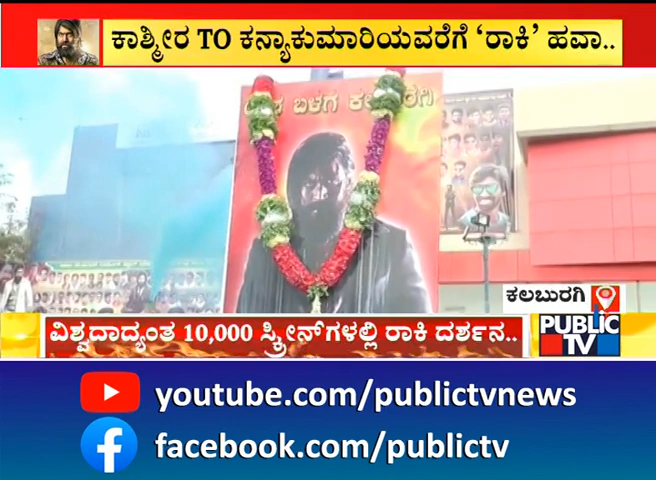 ಕಾಶ್ಮೀರ TO ಕನ್ಯಾಕುಮಾರಿಯವರೆಗೆ ‘ರಾಕಿ’ ಹವಾ..
ಬಳಗ
ಕಲಬುರಗಿ
ವಿಶ್ವದಾದ್ಯಂತ 10,000 ಸ್ಕ್ರೀನ್‌ಗಳಲ್ಲಿ ರಾಕಿ ದರ್ಶನ..
PUBLIC
TV
youtube.com/publictvnews
facebook.com/publictv